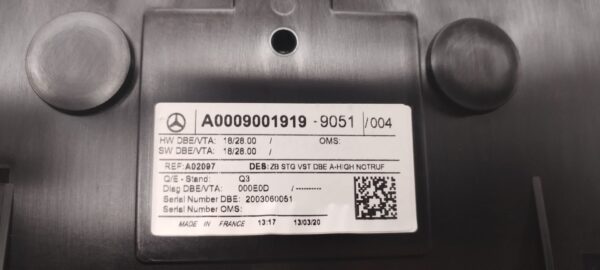 A0009001919 - 9051 /004
HW DBE/VTA: 18/28.00 / OMS:
SW DBE/VTA: 18/28.00 /
REF: A02097 DES: ZB STG VST DBE A-HIGH NOTRUF
Q/E - Stand: Q3
Diag DBE/VTA: 000E0D /----------
Serial Number DBE: 2003060051
Serial Number OMS:
MADE IN FRANCE 13:17 13/03/20